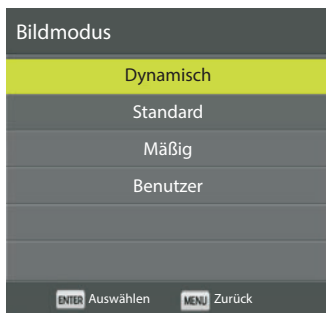 Bildmodus
Dynamisch
Standard
Mäßig
Benutzer
ENTER Auswählen MENU Zurück